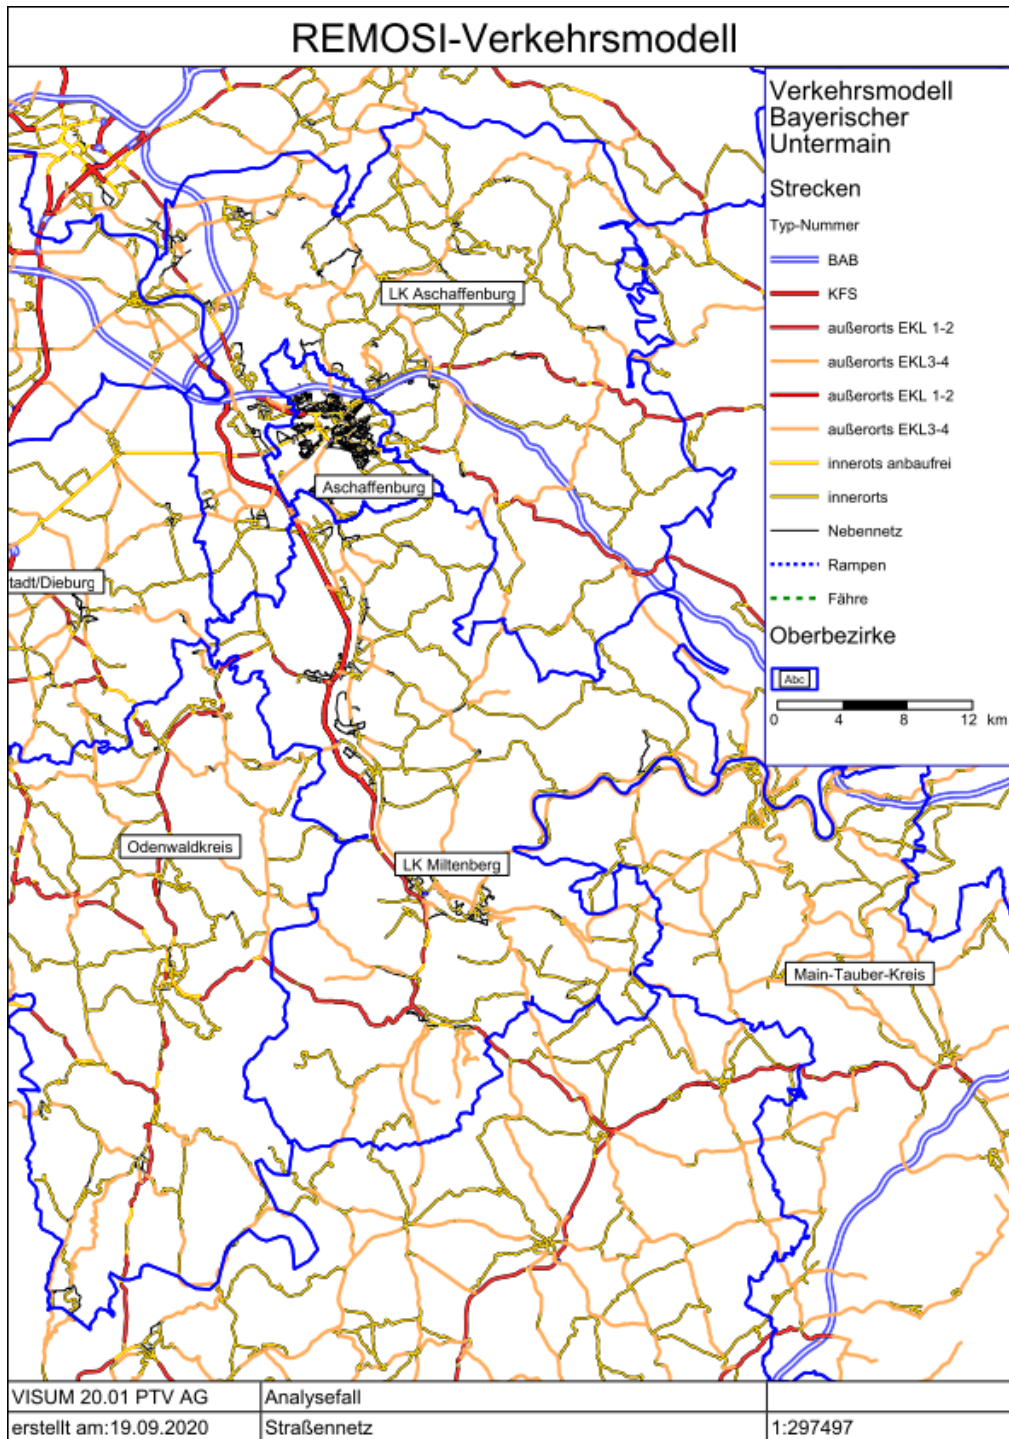 REMOSI-Verkehrsmodell
Verkehrsmodell
Bayerischer
Untermain
Strecken
Typ-Nummer
BAB
KFS
außerorts EKL 1-2
außerorts EKL3-4
außerorts EKL 1-2
außerorts EKL3-4
innerots anbaufrei
innerorts
Nebennetz
Rampen
Fähre
Oberbezirke
Abc
0 4 8 12 km
LK Aschaffenburg
Aschaffenburg
tadt/Dieburg
Odenwaldkreis
LK Miltenberg
Main-Tauber-Kreis
VISUM 20.01 PTV AG
Analysefall
erstellt am:19.09.2020
Straßennetz
1:297497